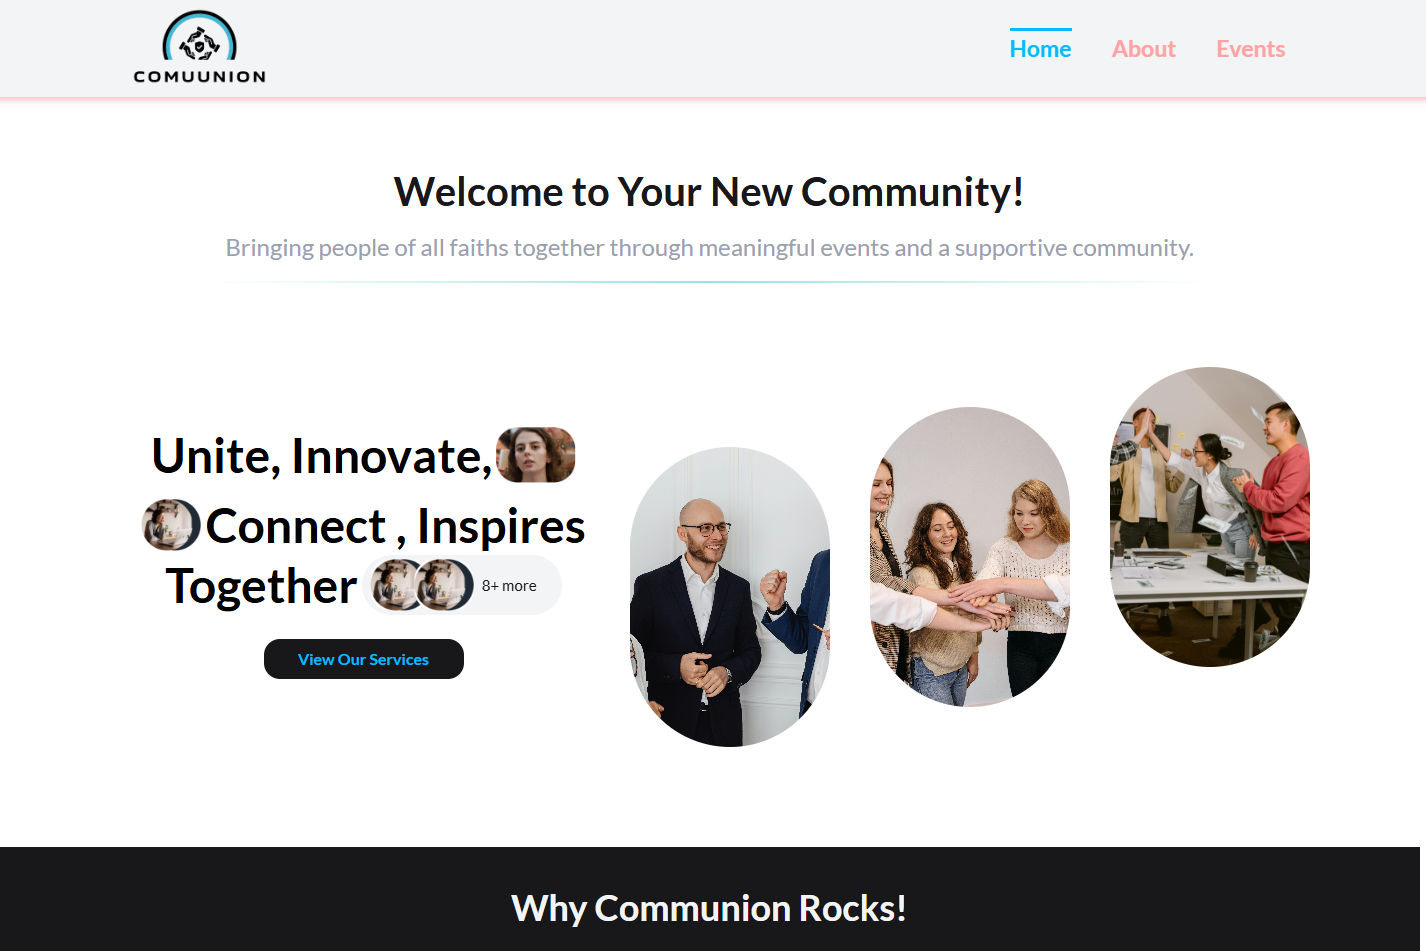 COMUUNION
Home About Events
Welcome to Your New Community!
Bringing people of all faiths together through meaningful events and a supportive community.
Unite, Innovate,
Connect , Inspires
Together 8+ more
View Our Services
Why Communion Rocks!